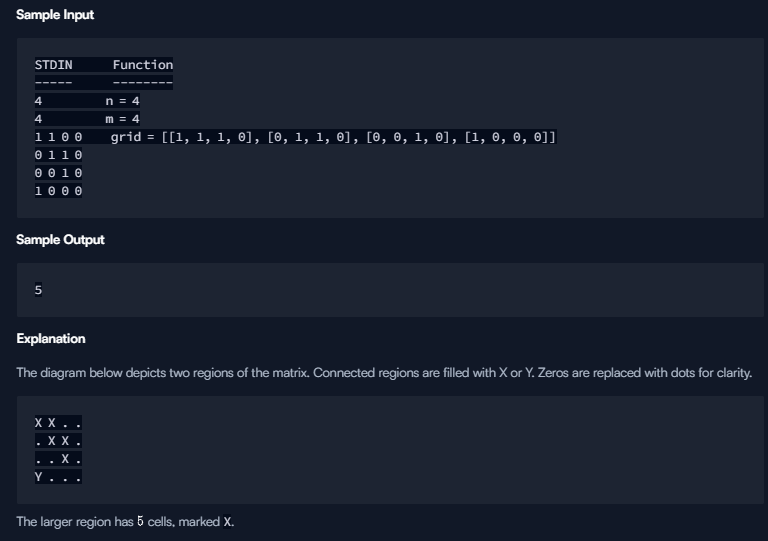 Sample Input
STDIN Function
----- --------
4 n = 4
4 m = 4
1 1 0 0 grid = [[1, 1, 1, 0], [0, 1, 1, 0], [0, 0, 1, 0], [1, 0, 0, 0]]
0 1 1 0
0 0 1 0
1 0 0 0
Sample Output
5
Explanation
The diagram below depicts two regions of the matrix. Connected regions are filled with X or Y. Zeros are replaced with dots for clarity.
X X . .
. X X .
. . X .
Y . . .
The larger region has 5 cells, marked X.